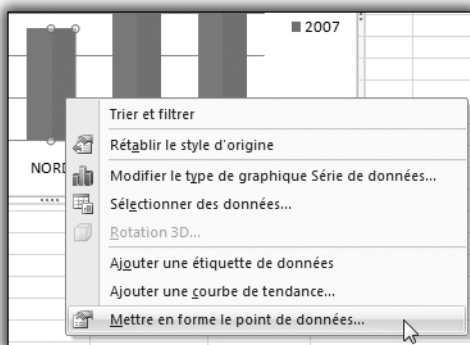 2007
NORD
Trier et filtrer
Rétablir le style d'origine
Modifier le type de graphique Série de données...
Sélectionner des données...
Rotation 3D...
Ajouter une étiquette de données
Ajouter une courbe de tendance...
Mettre en forme le point de données...